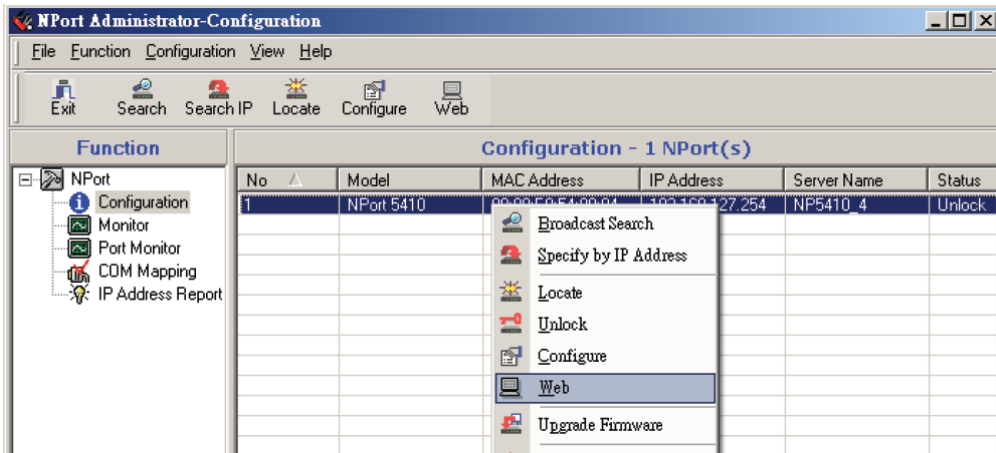 NPort Administrator-Configuration
File Function Configuration View Help
Exit Search Search IP Locate Configure Web
Function
Configuration - 1 NPort(s)
NPort
Configuration
Monitor
Port Monitor
COM Mapping
IP Address Report
No Model MAC Address IP Address Server Name Status
1 NPort 5410 127.254 NP5410_4 Unlock
Broadcast Search
Specify by IP Address
Locate
Unlock
Configure
Web
Upgrade Firmware